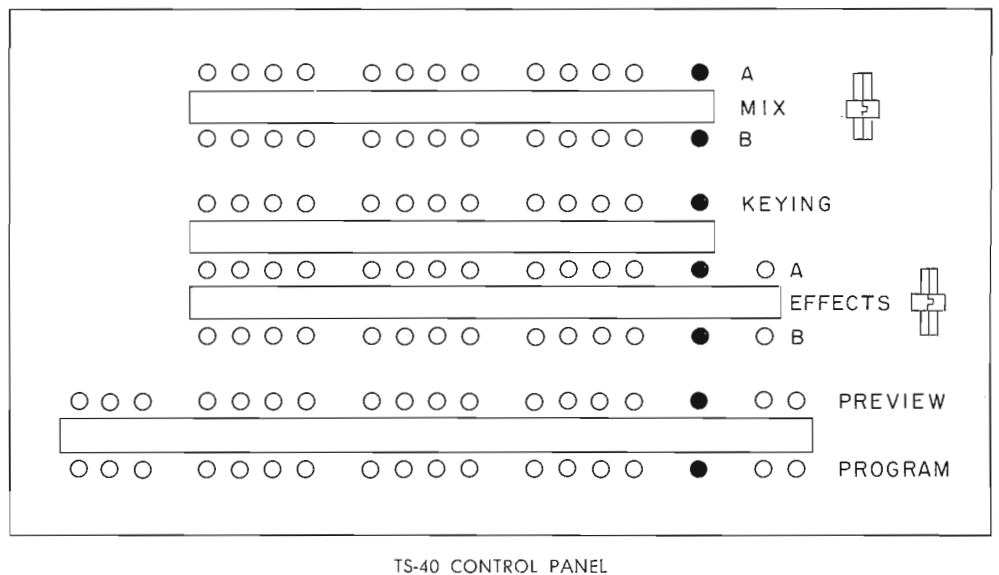 A
MIX
B
KEYING
A
EFFECTS
B
PREVIEW
PROGRAM
TS-40 CONTROL PANEL